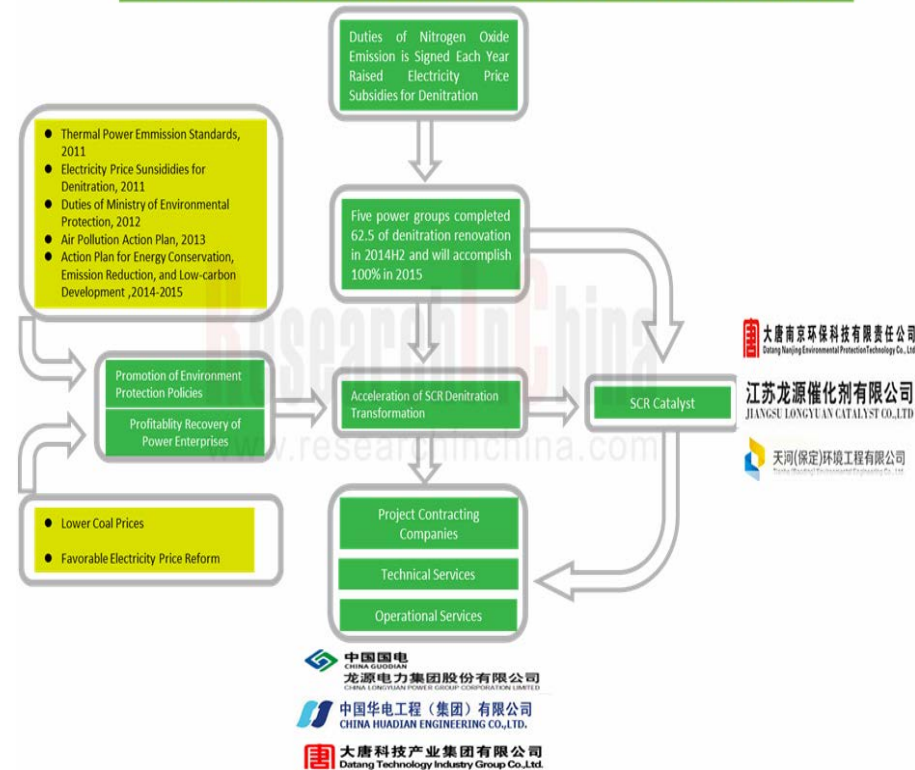 Duties of Nitrogen Oxide
Emission is Signed Each Year
Raised Electricity Price
Subsidies for Denitration
● Thermal Power Emmission Standards,
2011
● Electricity Price Sunsididies for
Denitration, 2011
● Duties of Ministry of Environmental
Protection, 2012
● Air Pollution Action Plan, 2013
● Action Plan for Energy Conservation,
Emission Reduction, and Low-carbon
Development ,2014-2015
Five power groups completed
62.5 of denitration renovation
in 2014H2 and will accomplish
100% in 2015
ResearchInChina
www.researchinchina.com
Promotion of Environment
Protection Policies
Profitablity Recovery of
Power Enterprises
Acceleration of SCR Denitration
Transformation
SCR Catalyst
大唐南京环保科技有限责任公司
Datang Nanjing Environmental ProtectionTechnology Co., Ltd
江苏龙源催化剂有限公司
JIANGSU LONGYUAN CATALYST CO.,LTD
天河(保定)环境工程有限公司
Environmental Engineering Co., Ltd
● Lower Coal Prices
● Favorable Electricity Price Reform
Project Contracting
Companies
Technical Services
Operational Services
中国国电
CHINA GUODIAN
龙源电力集团股份有限公司
CHINA LONGYUAN POWER GROUP CORPORATION LIMITED
中国华电工程（集团）有限公司
CHINA HUADIAN ENGINEERING CO.,LTD.
大唐科技产业集团有限公司
Datang Technology Industry Group Co.,Ltd.